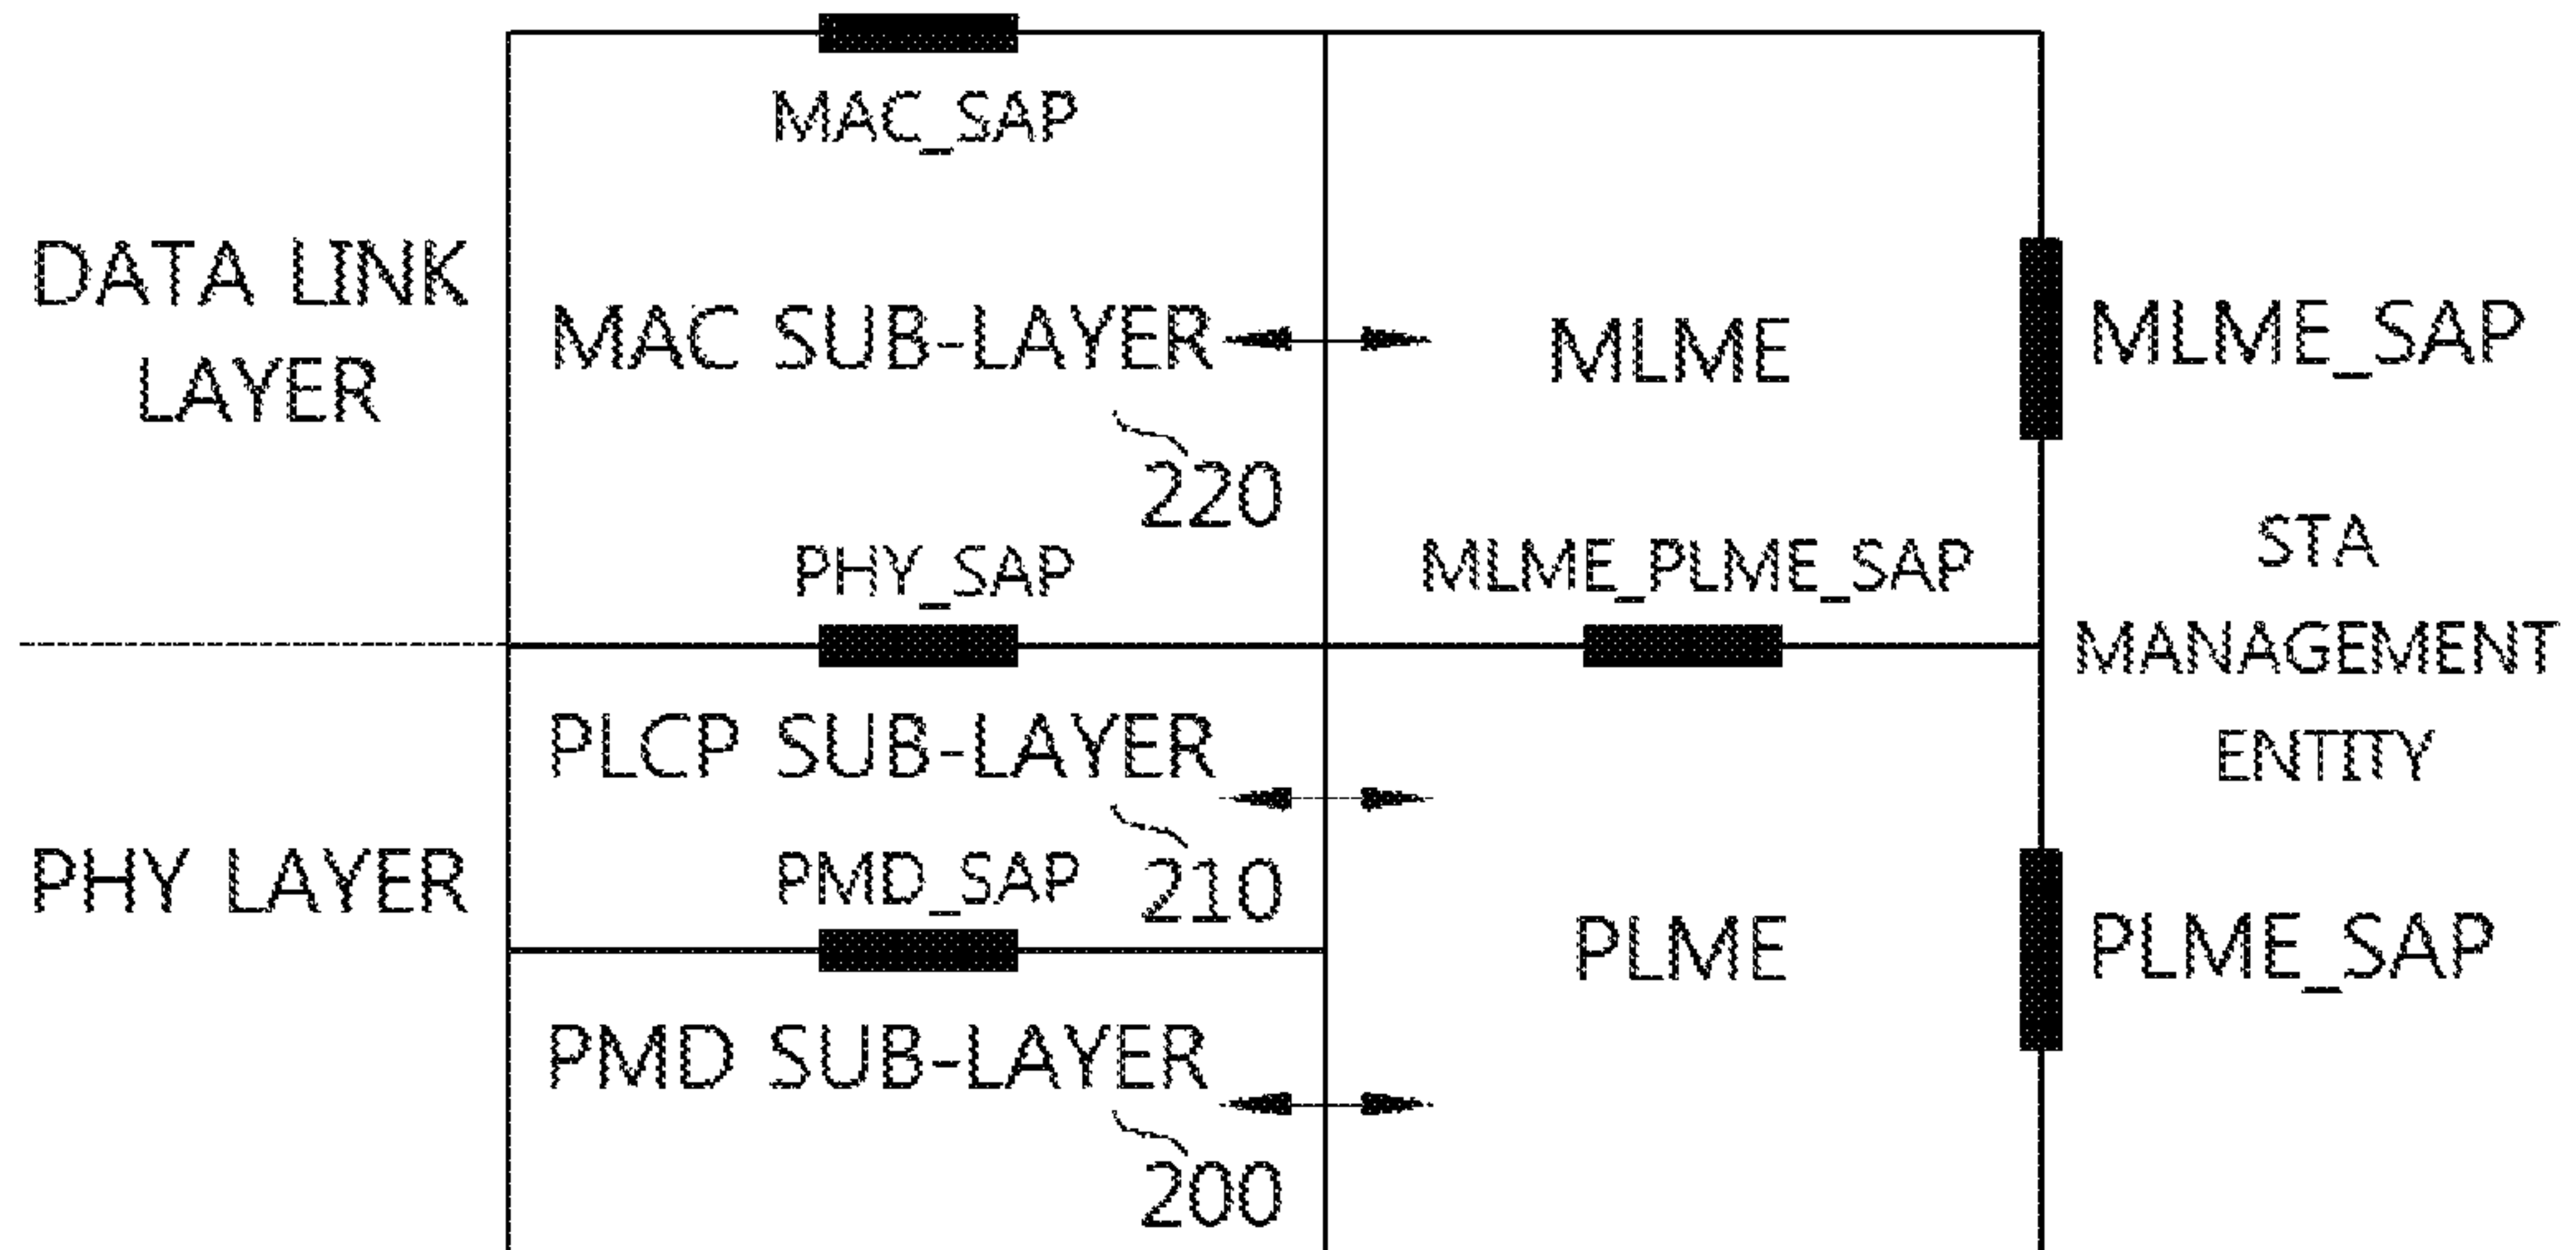 MAC_SAP
DATA LINK
LAYER
MAC SUB-LAYER
220
MLME
MLME_SAP
PHY_SAP
MLME_PLME_SAP
STA
MANAGEMENT
ENTITY
PHY LAYER
PLCP SUB-LAYER
210
PMD_SAP
PMD SUB-LAYER
200
PLME
PLME_SAP